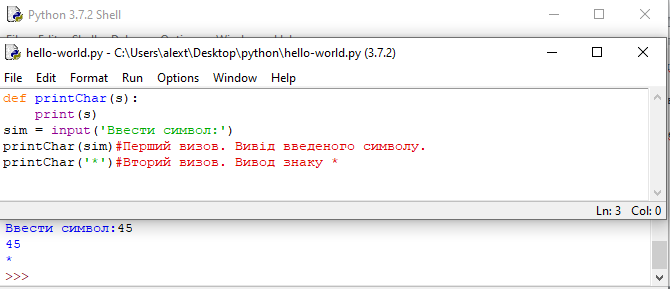 Python 3.7.2 Shell
hello-world.py - C:\Users\alext\Desktop\python\hello-world.py (3.7.2)
File Edit Format Run Options Window Help
def printChar(s):
    print(s)
sim = input('Ввести символ:')
printChar(sim)#Перший визов. Вивід введеного символу.
printChar('*')#Вторий визов. Вивод знаку *
Ln: 3 Col: 0
Ввести символ:45
45
*
>>>